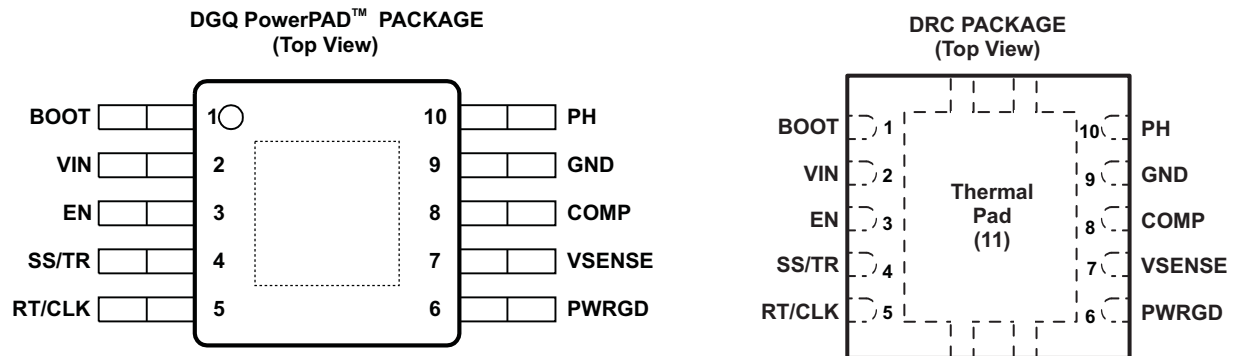 DGQ PowerPAD™ PACKAGE
(Top View)
BOOT 1 10 PH
VIN 2 9 GND
EN 3 8 COMP
SS/TR 4 7 VSENSE
RT/CLK 5 6 PWRGD
DRC PACKAGE
(Top View)
BOOT 1 10 PH
VIN 2 9 GND
EN 3 8 COMP
SS/TR 4 7 VSENSE
RT/CLK 5 6 PWRGD
Thermal
Pad
(11)